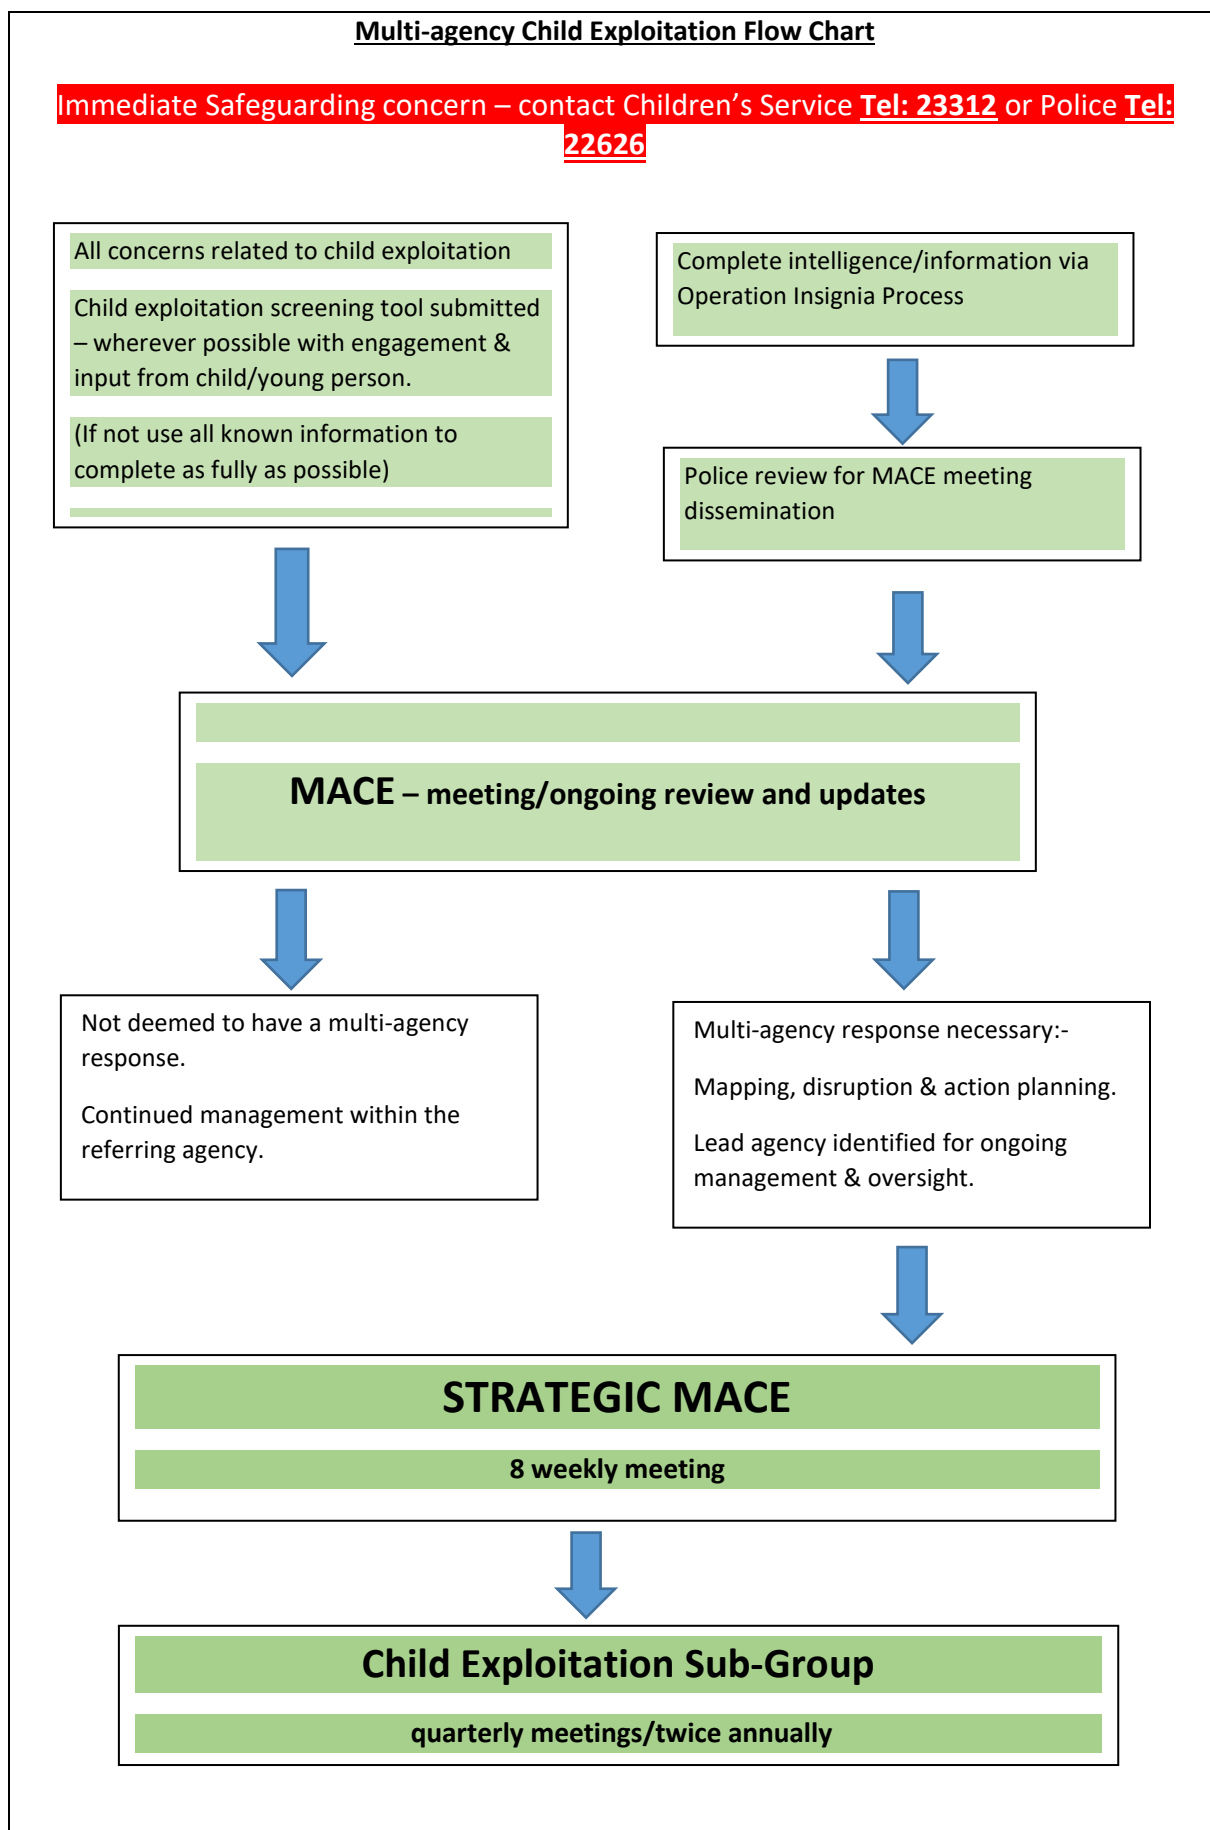 Multi-agency Child Exploitation Flow Chart
Immediate Safeguarding concern – contact Children’s Service Tel: 23312 or Police Tel:
22626
All concerns related to child exploitation
Child exploitation screening tool submitted
– wherever possible with engagement &
input from child/young person.
(If not use all known information to
complete as fully as possible)
Complete intelligence/information via
Operation Insignia Process
Police review for MACE meeting
dissemination
MACE – meeting/ongoing review and updates
Not deemed to have a multi-agency
response.
Continued management within the
referring agency.
Multi-agency response necessary:-
Mapping, disruption & action planning.
Lead agency identified for ongoing
management & oversight.
STRATEGIC MACE
8 weekly meeting
Child Exploitation Sub-Group
quarterly meetings/twice annually